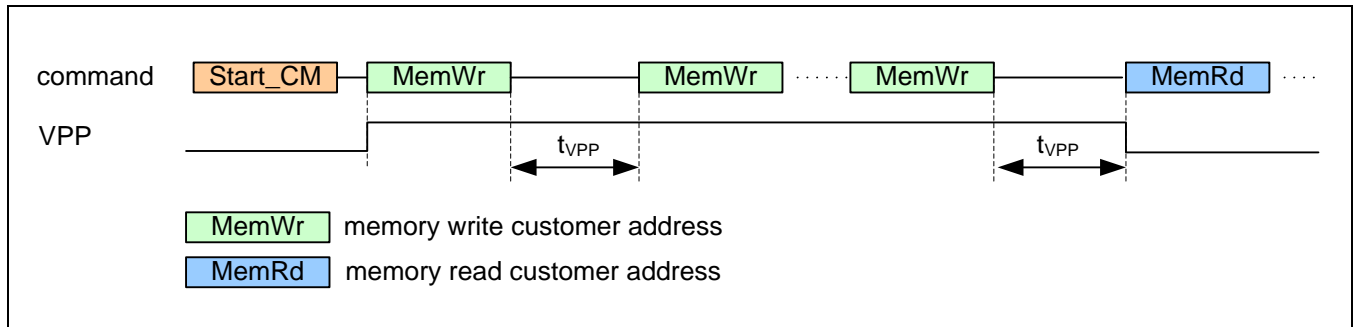 command Start_CM MemWr MemWr ...... MemWr MemRd ....
VPP
tVPP tVPP
MemWr memory write customer address
MemRd memory read customer address